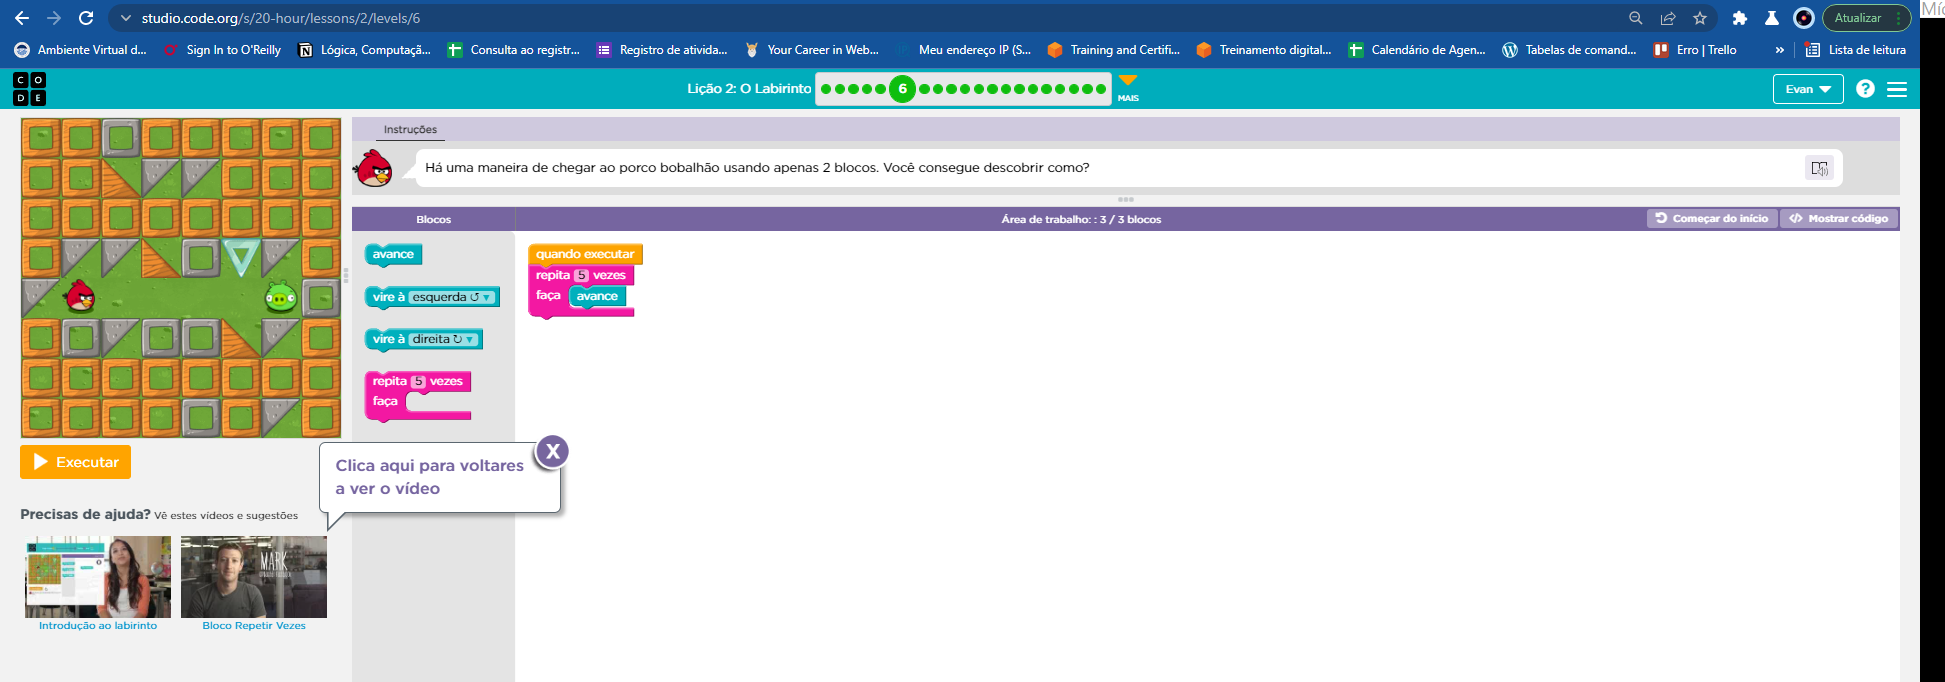 Míc
studio.code.org/s/20-hour/lessons/2/levels/6
Atualizar
Ambiente Virtual d...
Sign In to O'Reilly
Lógica, Computaçã...
Consulta ao registr...
Registro de ativida...
Your Career in Web...
Meu endereço IP (S...
Training and Certifi...
Treinamento digital...
Calendário de Agen...
Tabelas de comand...
Erro | Trello
»
Lista de leitura
C O
D E
Lição 2: O Labirinto
6
MAIS
Evan
?
Instruções
Há uma maneira de chegar ao porco bobalhão usando apenas 2 blocos. Você consegue descobrir como?
Blocos
Área de trabalho: : 3 / 3 blocos
Começar do início
Mostrar código
avance
vire à esquerda
vire à direita
repita 5 vezes
faça
quando executar
repita 5 vezes
faça avance
Executar
Clica aqui para voltares
a ver o vídeo
X
Precisas de ajuda? Vê estes vídeos e sugestões
MARK
Introdução ao labirinto
Bloco Repetir Vezes